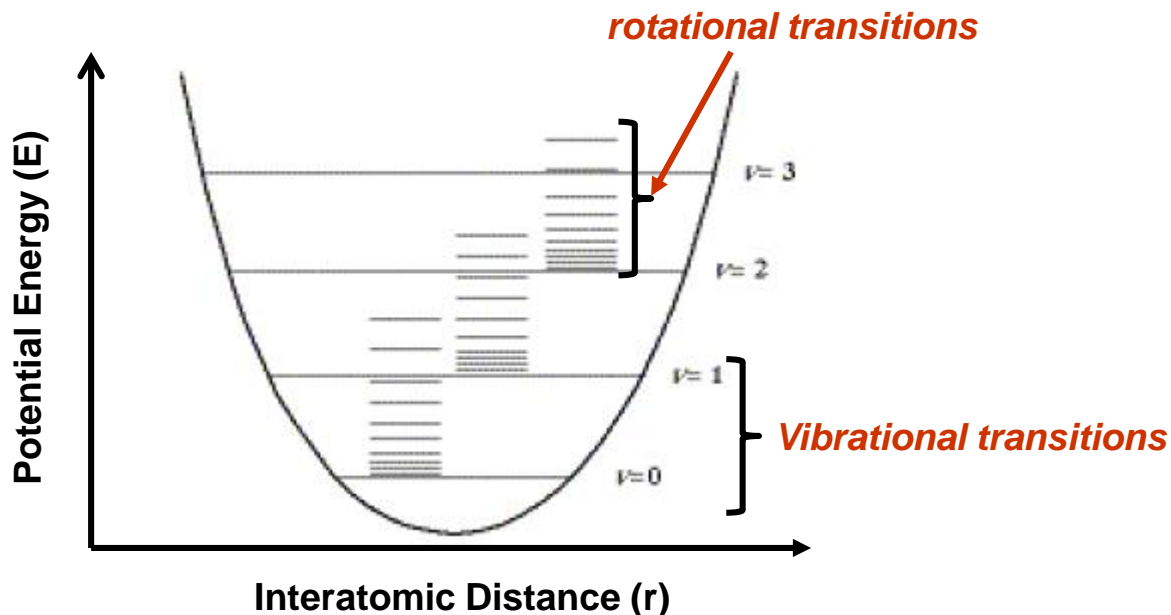 rotational transitions
Potential Energy (E)
v= 3
v= 2
v= 1
v=0
Vibrational transitions
Interatomic Distance (r)